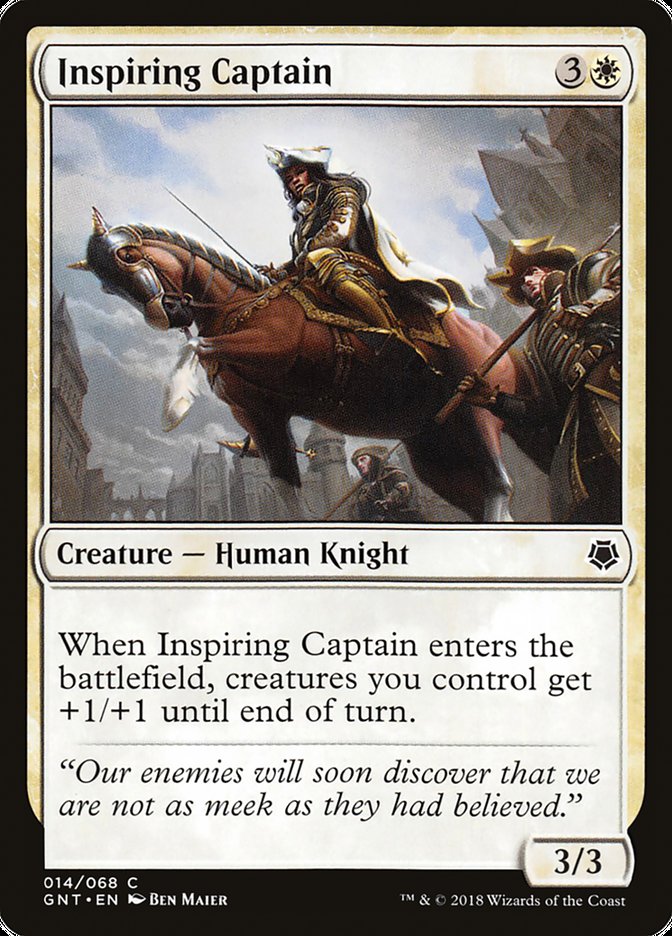 Inspiring Captain 3
Creature — Human Knight
When Inspiring Captain enters the
battlefield, creatures you control get
+1/+1 until end of turn.
“Our enemies will soon discover that we
are not as meek as they had believed.”
3/3
014/068 C
GNT • EN Ben Maier ™ & © 2018 Wizards of the Coast